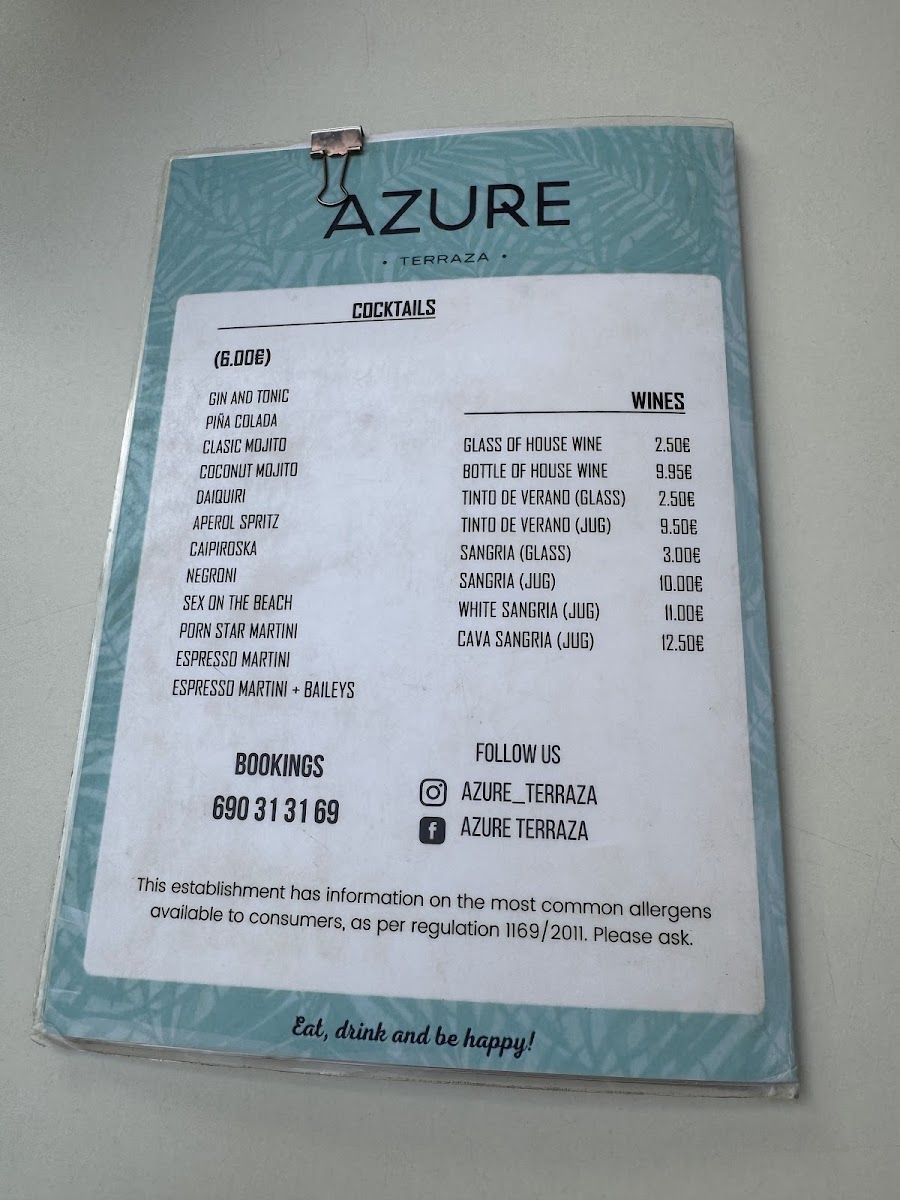 AZURE
• TERRAZA •
COCKTAILS
(6.00€)
GIN AND TONIC
PIÑA COLADA
CLASIC MOJITO
COCONUT MOJITO
DAIQUIRI
APEROL SPRITZ
CAIPIROSKA
NEGRONI
SEX ON THE BEACH
PORN STAR MARTINI
ESPRESSO MARTINI
ESPRESSO MARTINI + BAILEYS
WINES
GLASS OF HOUSE WINE 2.50€
BOTTLE OF HOUSE WINE 9.95€
TINTO DE VERANO (GLASS) 2.50€
TINTO DE VERANO (JUG) 9.50€
SANGRIA (GLASS) 3.00€
SANGRIA (JUG) 10.00€
WHITE SANGRIA (JUG) 11.00€
CAVA SANGRIA (JUG) 12.50€
BOOKINGS
690 31 31 69
FOLLOW US
AZURE_TERRAZA
AZURE TERRAZA
This establishment has information on the most common allergens
available to consumers, as per regulation 1169/2011. Please ask.
Eat, drink and be happy!